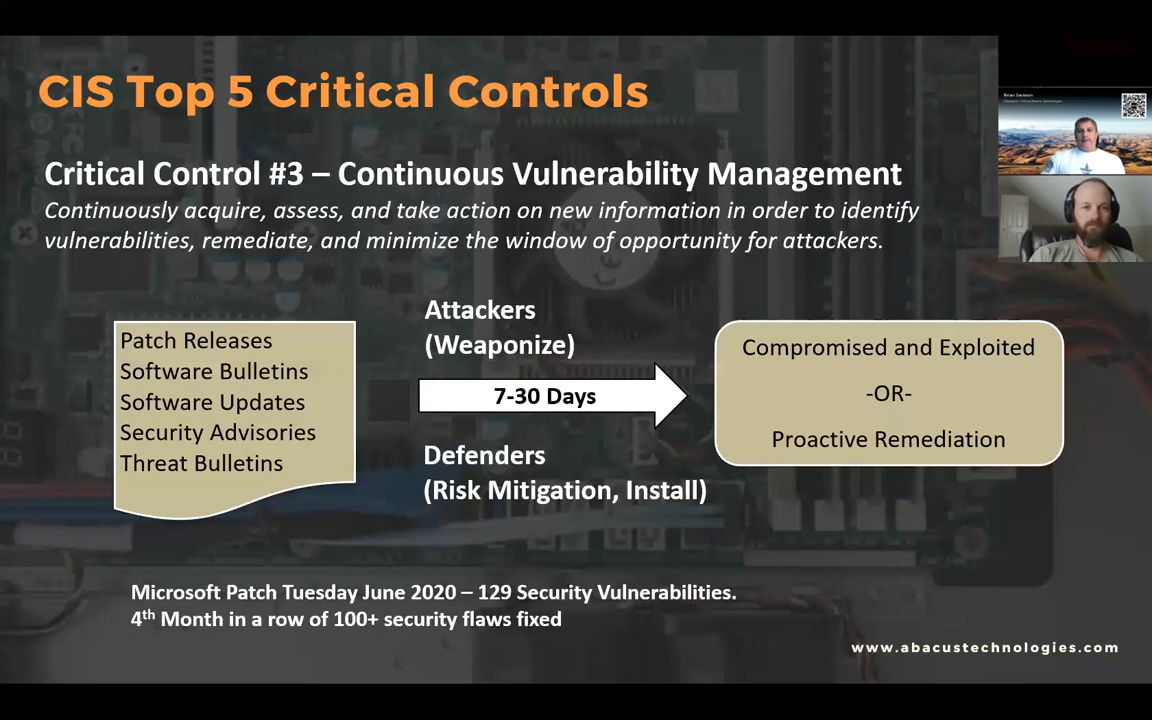 CIS Top 5 Critical Controls
Critical Control #3 – Continuous Vulnerability Management
Continuously acquire, assess, and take action on new information in order to identify
vulnerabilities, remediate, and minimize the window of opportunity for attackers.
Patch Releases
Software Bulletins
Software Updates
Security Advisories
Threat Bulletins
Attackers
(Weaponize)
7-30 Days
Defenders
(Risk Mitigation, Install)
Compromised and Exploited
-OR-
Proactive Remediation
Microsoft Patch Tuesday June 2020 – 129 Security Vulnerabilities.
4th Month in a row of 100+ security flaws fixed
www.abacustechnologies.com